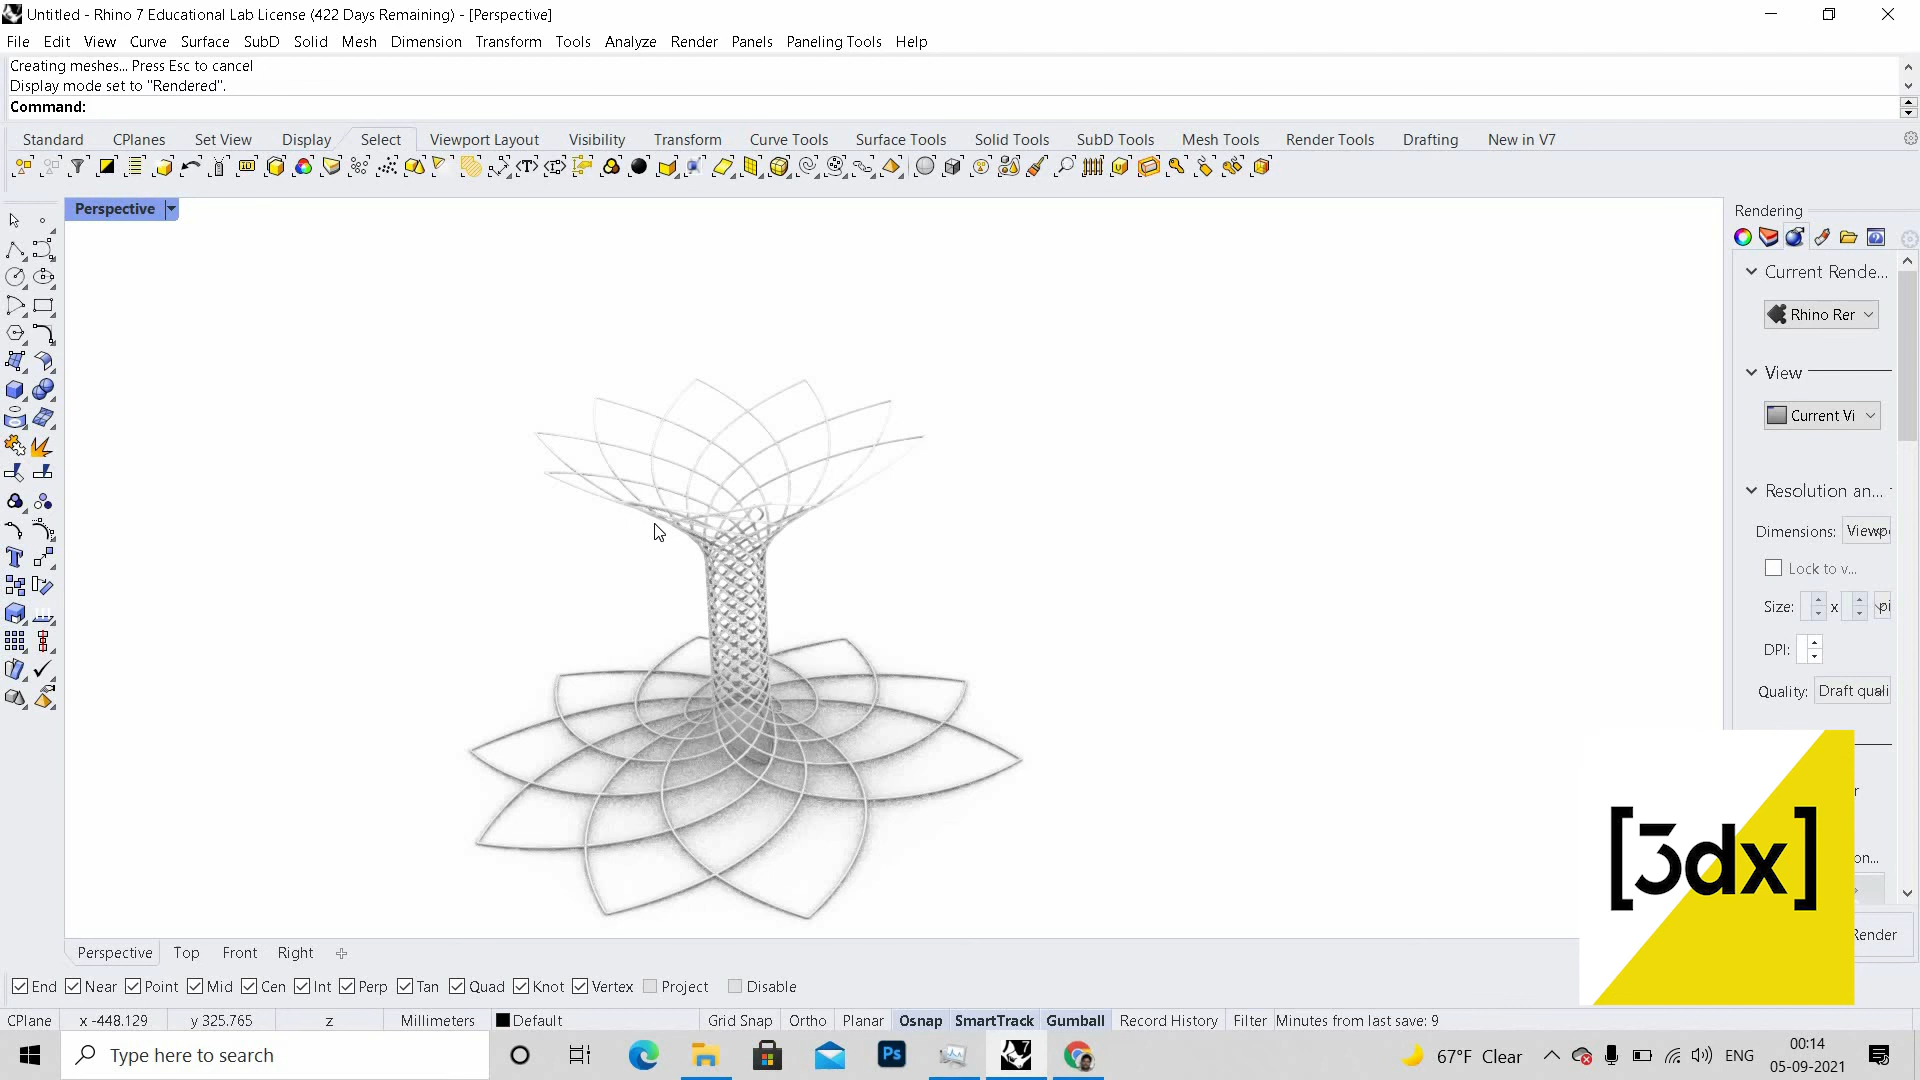 Untitled - Rhino 7 Educational Lab License (422 Days Remaining) - [Perspective]
File Edit View Curve Surface SubD Solid Mesh Dimension Transform Tools Analyze Render Panels Paneling Tools Help
Creating meshes... Press Esc to cancel
Display mode set to "Rendered".
Command:
Standard CPlanes Set View Display Select Viewport Layout Visibility Transform Curve Tools Surface Tools Solid Tools SubD Tools Mesh Tools Render Tools Drafting New in V7
Perspective
Rendering
Current Rende...
Rhino Rer
View
Current Vi
Resolution an...
Dimensions: Viewp
Lock to v...
Size: x pi
DPI:
Quality: Draft quali
r
on...
[3dx]
Render
Perspective Top Front Right
End Near Point Mid Cen Int Perp Tan Quad Knot Vertex Project Disable
CPlane x -448.129 y 325.765 z Millimeters Default Grid Snap Ortho Planar Osnap SmartTrack Gumball Record History Filter Minutes from last save: 9
Type here to search
Ps
7
67°F Clear
ENG
00:14
05-09-2021